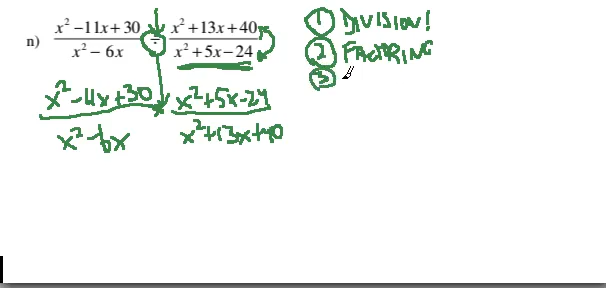 n) x² – 11x + 30 / x² – 6x ÷ x² + 13x + 40 / x² + 5x – 24
x² - 11x + 30 / x² - 6x × x² + 5x - 24 / x² + 13x + 40
① DIVISION!
② FACTORING
③